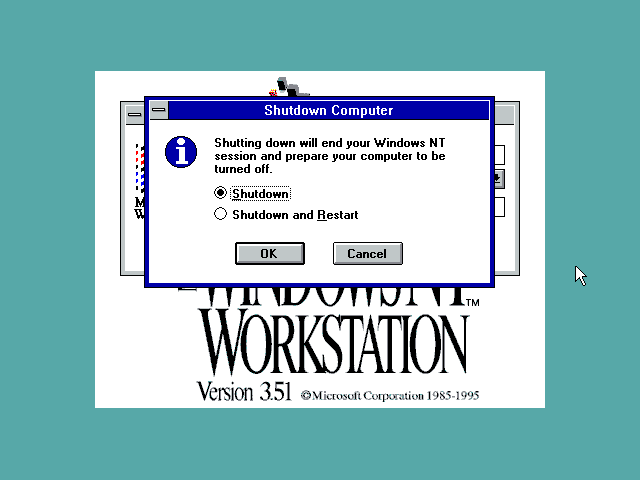 Shutdown Computer
Shutting down will end your Windows NT
session and prepare your computer to be
turned off.
Shutdown
Shutdown and Restart
OK
Cancel
WINDOWS NT™
WORKSTATION
Version 3.51 ©Microsoft Corporation 1985-1995